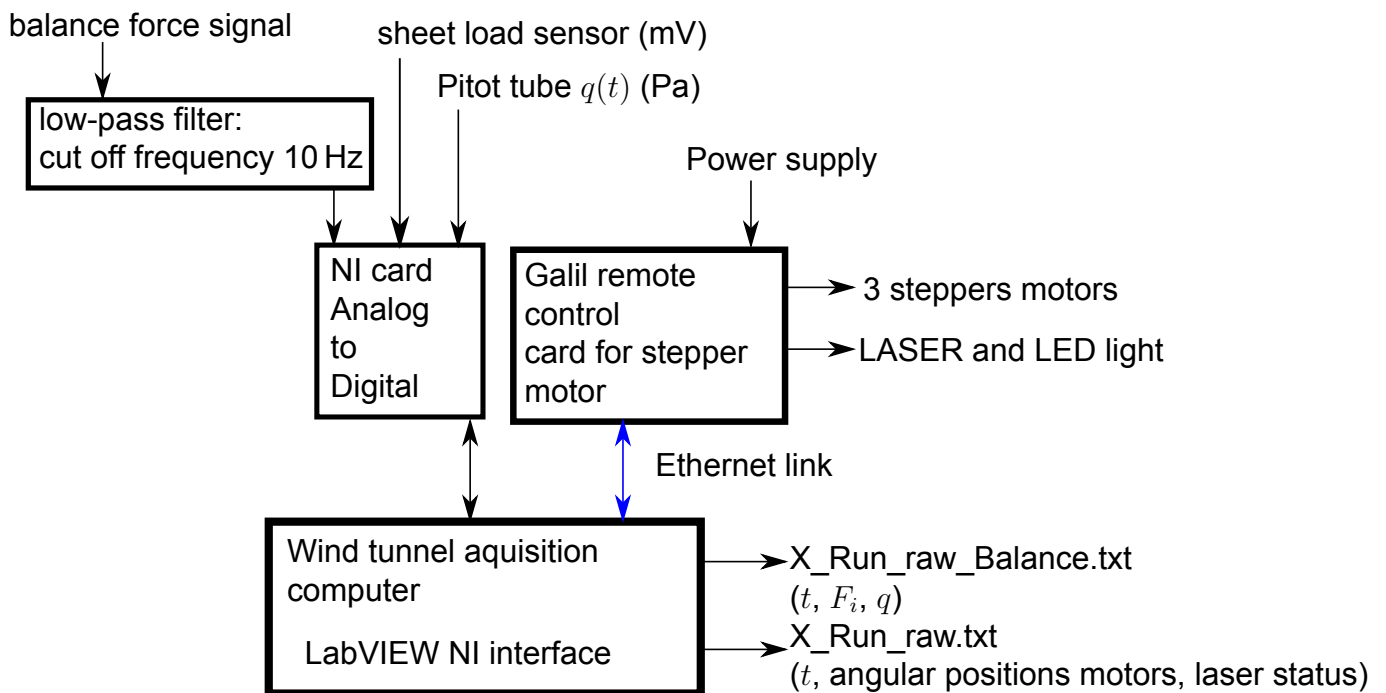 balance force signal
sheet load sensor (mV)
Pitot tube q(t) (Pa)
low-pass filter:
cut off frequency 10 Hz
Power supply
NI card
Analog
to
Digital
Galil remote
control
card for stepper
motor
3 steppers motors
LASER and LED light
Ethernet link
Wind tunnel aquisition
computer
LabVIEW NI interface
X_Run_raw_Balance.txt
(t, F_i, q)
X_Run_raw.txt
(t, angular positions motors, laser status)